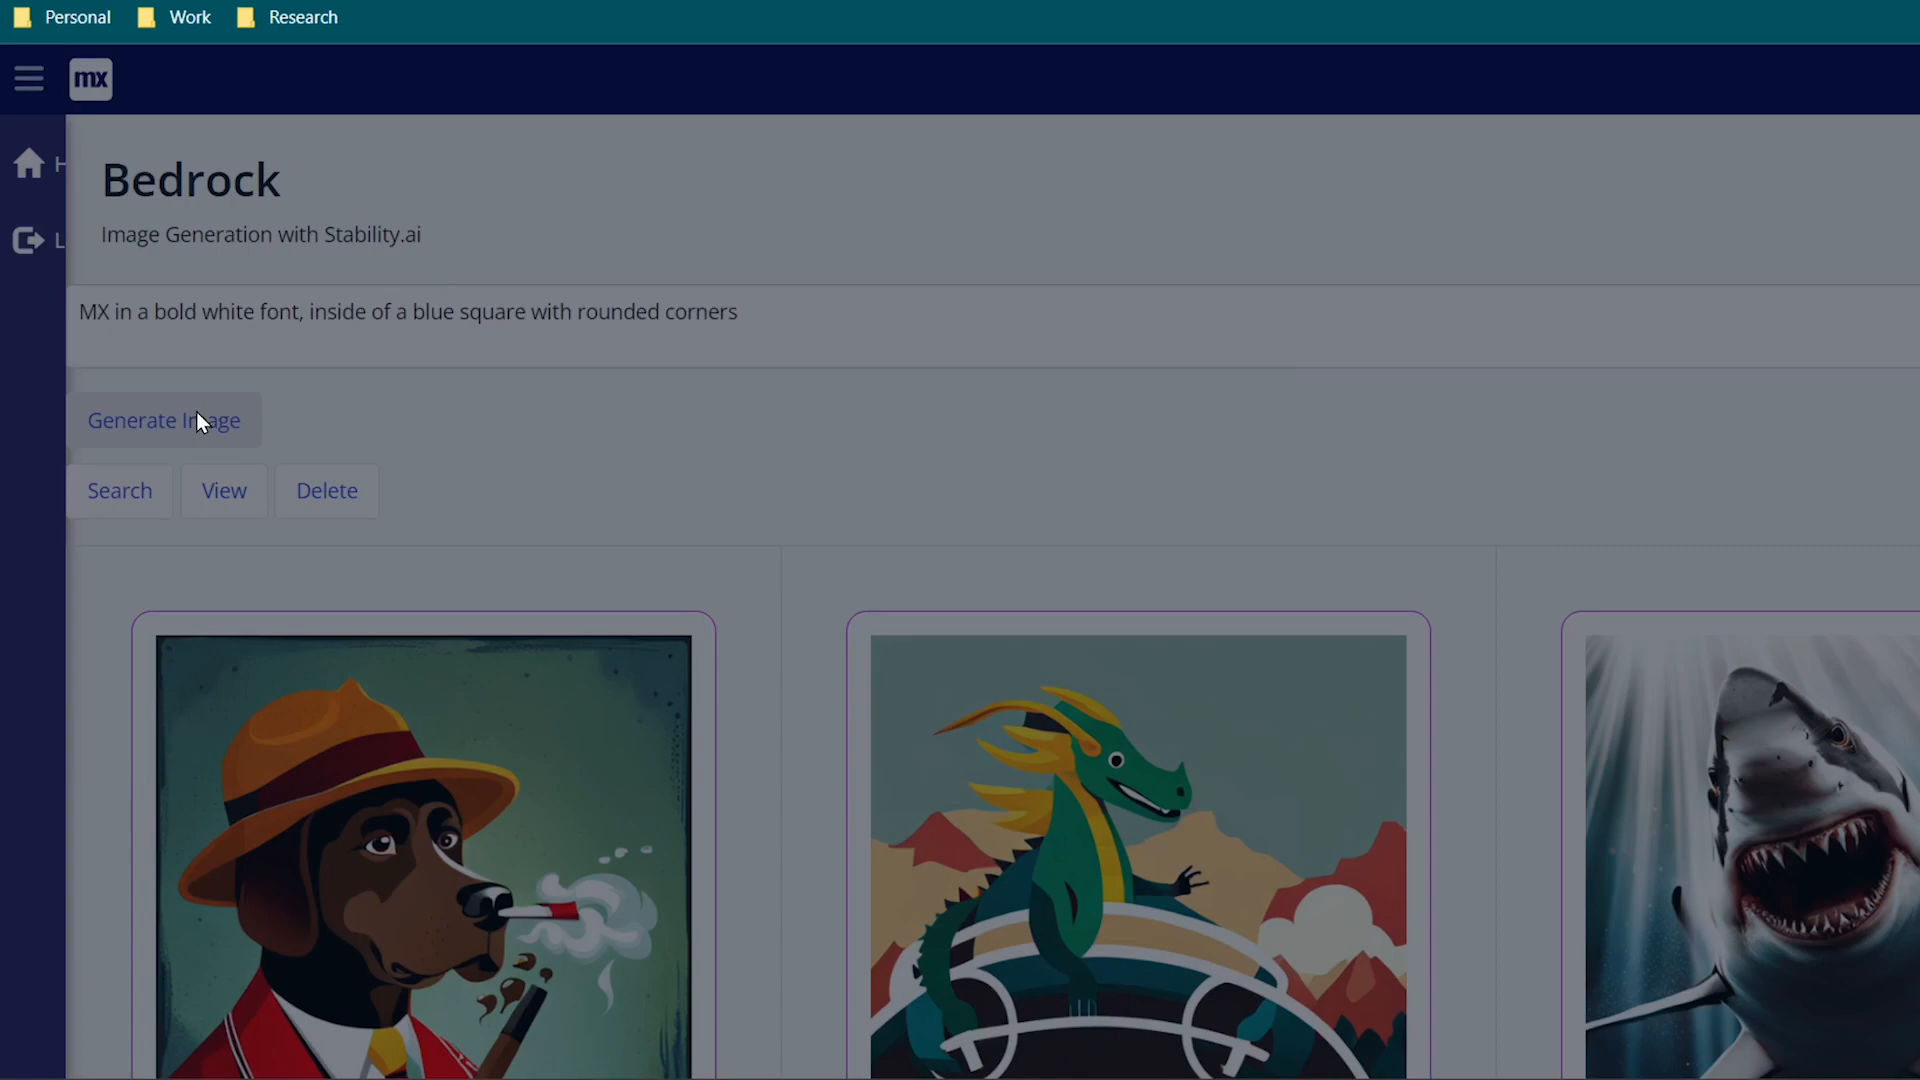 Personal Work Research
mx
H
Bedrock
L
Image Generation with Stability.ai
MX in a bold white font, inside of a blue square with rounded corners
Generate Image
Search View Delete